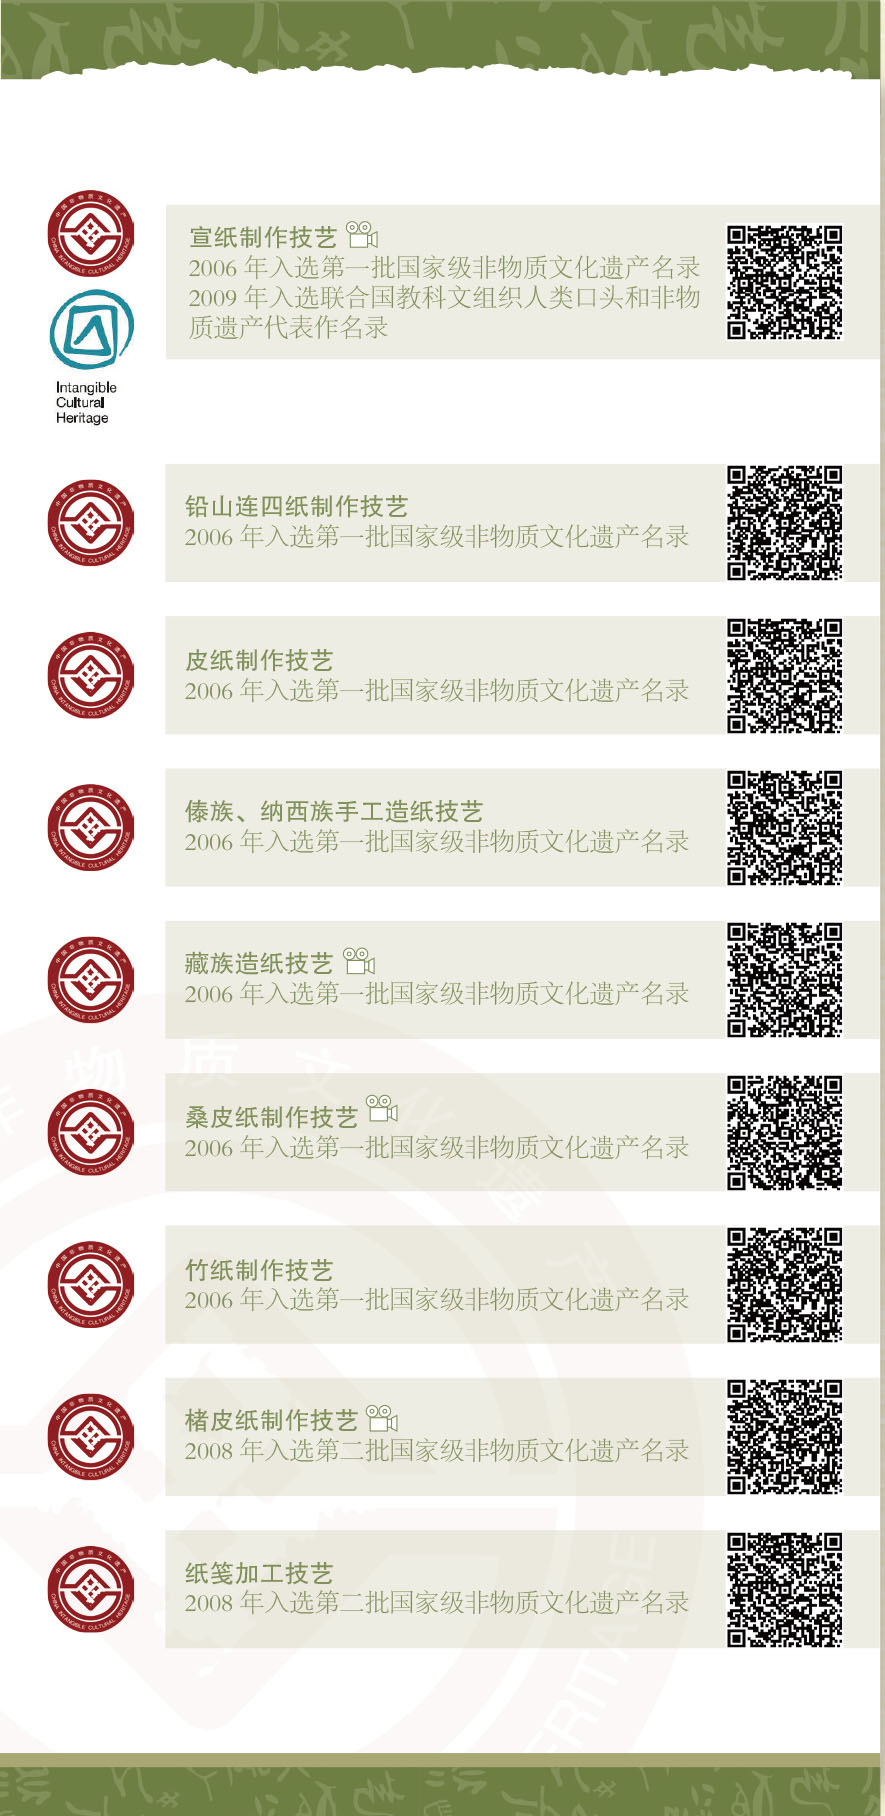 宣纸制作技艺
2006 年入选第一批国家级非物质文化遗产名录
2009 年入选联合国教科文组织人类口头和非物
质遗产代表作名录
Intangible
Cultural
Heritage
铅山连四纸制作技艺
2006 年入选第一批国家级非物质文化遗产名录
皮纸制作技艺
2006 年入选第一批国家级非物质文化遗产名录
傣族、纳西族手工造纸技艺
2006 年入选第一批国家级非物质文化遗产名录
藏族造纸技艺
2006 年入选第一批国家级非物质文化遗产名录
桑皮纸制作技艺
2006 年入选第一批国家级非物质文化遗产名录
竹纸制作技艺
2006 年入选第一批国家级非物质文化遗产名录
楮皮纸制作技艺
2008 年入选第二批国家级非物质文化遗产名录
纸笺加工技艺
2008 年入选第二批国家级非物质文化遗产名录